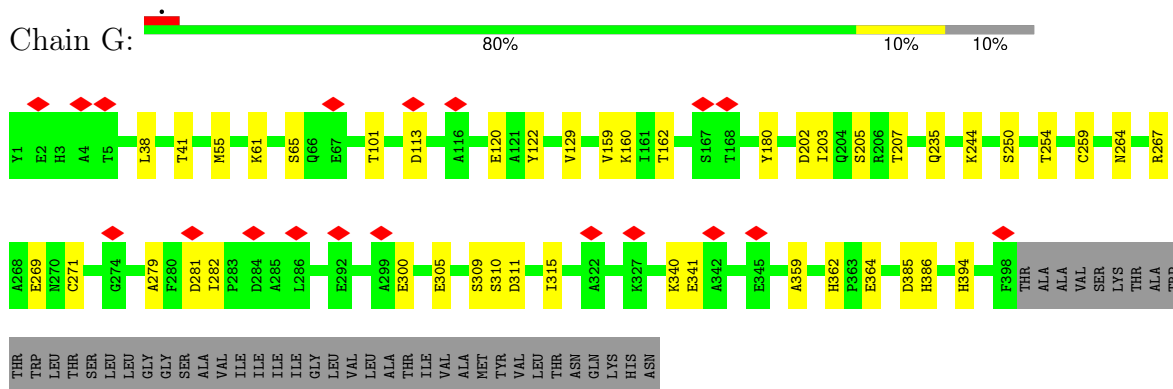 Chain G:
80% 10% 10%
Y1 E2 H3 A4 T5 L38 T41 M55 K61 S65 Q66 E67 T101 D113 A116 E120 A121 Y122 V129 V159 K160 I161 T162 S167 T168 Y180 D202 I203 Q204 S205 R206 T207 Q235 K244 S250 T254 C259 N264 R267
A268 E269 N270 C271 G274 A279 F280 D281 I282 P283 D284 A285 L286 E292 A299 E300 E305 S309 S310 D311 I315 A322 K327 K340 E341 A342 E345 A359 H362 P363 E364 D385 H386 H394 F398 THR ALA ALA VAL SER LYS THR ALA TRP
THR TRP LEU THR SER LEU LEU GLY GLY SER ALA VAL ILE ILE ILE ILE GLY LEU VAL LEU ALA THR ILE VAL ALA MET TYR VAL LEU THR ASN GLN LYS HIS ASN